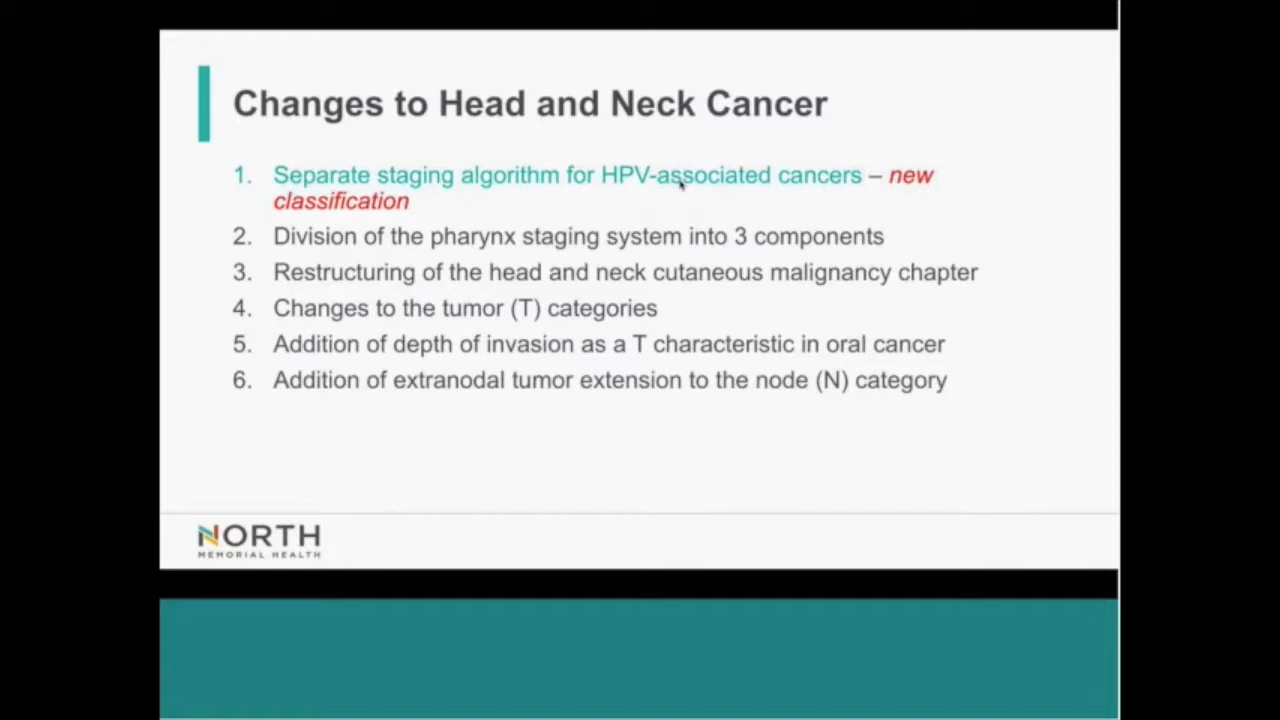 Changes to Head and Neck Cancer
1. Separate staging algorithm for HPV-associated cancers – new
classification
2. Division of the pharynx staging system into 3 components
3. Restructuring of the head and neck cutaneous malignancy chapter
4. Changes to the tumor (T) categories
5. Addition of depth of invasion as a T characteristic in oral cancer
6. Addition of extranodal tumor extension to the node (N) category
NORTH
MEMORIAL HEALTH